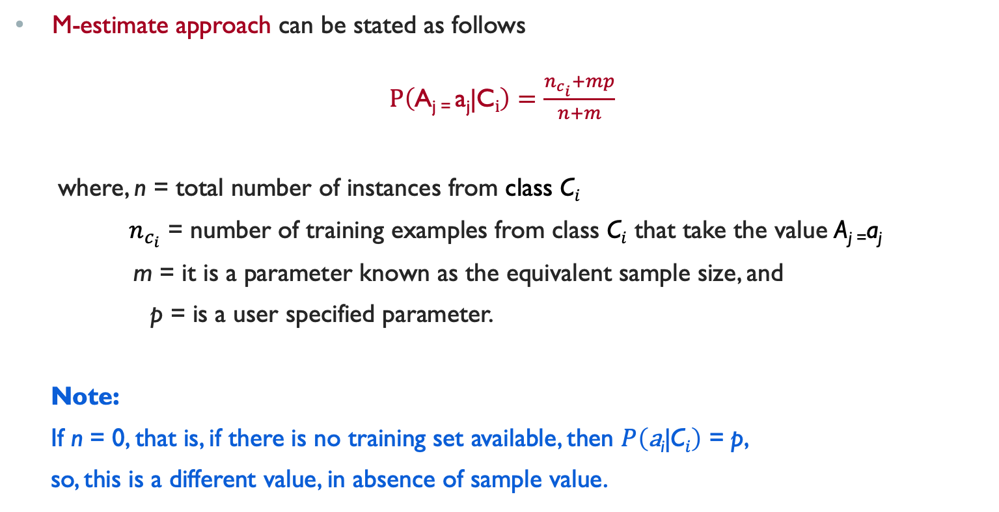 • M-estimate approach can be stated as follows
P(A_j = a_j|C_i) = \frac{n_{c_i}+mp}{n+m}
where, n = total number of instances from class C_i
n_{c_i} = number of training examples from class C_i that take the value A_j =a_j
m = it is a parameter known as the equivalent sample size, and
p = is a user specified parameter.
Note:
If n = 0, that is, if there is no training set available, then P(a_i|C_i) = p,
so, this is a different value, in absence of sample value.